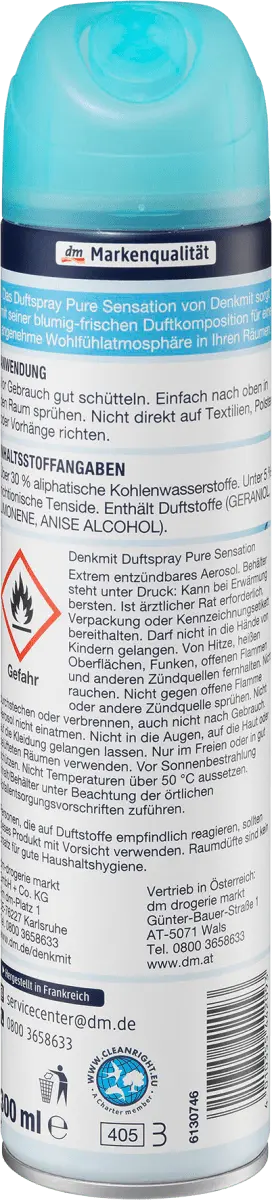 dm Markenqualität
Das Duftspray Pure Sensation von Denkmit sorgt
mit seiner blumig-frischen Duftkomposition für eine
angenehme Wohlfühlatmosphäre in Ihren Räumen.
ANWENDUNG
Vor Gebrauch gut schütteln. Einfach nach oben in
den Raum sprühen. Nicht direkt auf Textilien, Polster
oder Vorhänge richten.
INHALTSSTOFFANGABEN
Über 30 % aliphatische Kohlenwasserstoffe. Unter 5 %
nichtionische Tenside. Enthält Duftstoffe (GERANIOL,
LIMONENE, ANISE ALCOHOL).
Denkmit Duftspray Pure Sensation
Extrem entzündbares Aerosol. Behälter
steht unter Druck: Kann bei Erwärmung
bersten. Ist ärztlicher Rat erforderlich,
Verpackung oder Kennzeichnungsetikett
bereithalten. Darf nicht in die Hände von
Kindern gelangen. Von Hitze, heißen
Oberflächen, Funken, offenen Flammen
und anderen Zündquellen fernhalten. Nicht
rauchen. Nicht gegen offene Flamme
oder andere Zündquelle sprühen. Nicht
Gefahr
durchstechen oder verbrennen, auch nicht nach Gebrauch.
Aerosol nicht einatmen. Nicht in die Augen, auf die Haut oder
auf die Kleidung gelangen lassen. Nur im Freien oder in gut
belüfteten Räumen verwenden. Vor Sonnenbestrahlung
schützen. Nicht Temperaturen über 50 °C aussetzen.
Inhalt/Behälter unter Beachtung der örtlichen
Abfallentsorgungsvorschriften zuführen.
Personen, die auf Duftstoffe empfindlich reagieren, sollten
dieses Produkt mit Vorsicht verwenden. Raumdüfte sind kein
Ersatz für gute Haushaltshygiene.
dm drogerie markt
GmbH + Co. KG
dm-Platz 1
D-76227 Karlsruhe
Tel. 0800 3658633
www.dm.de/denkmit
Vertrieb in Österreich:
dm drogerie markt
Günter-Bauer-Straße 1
AT-5071 Wals
Tel. 0800 3658633
www.dm.at
Hergestellt in Frankreich
servicecenter@dm.de
0800 3658633
300 ml e
WWW.CLEANRIGHT.EU
A Charter member
405 3
6130746